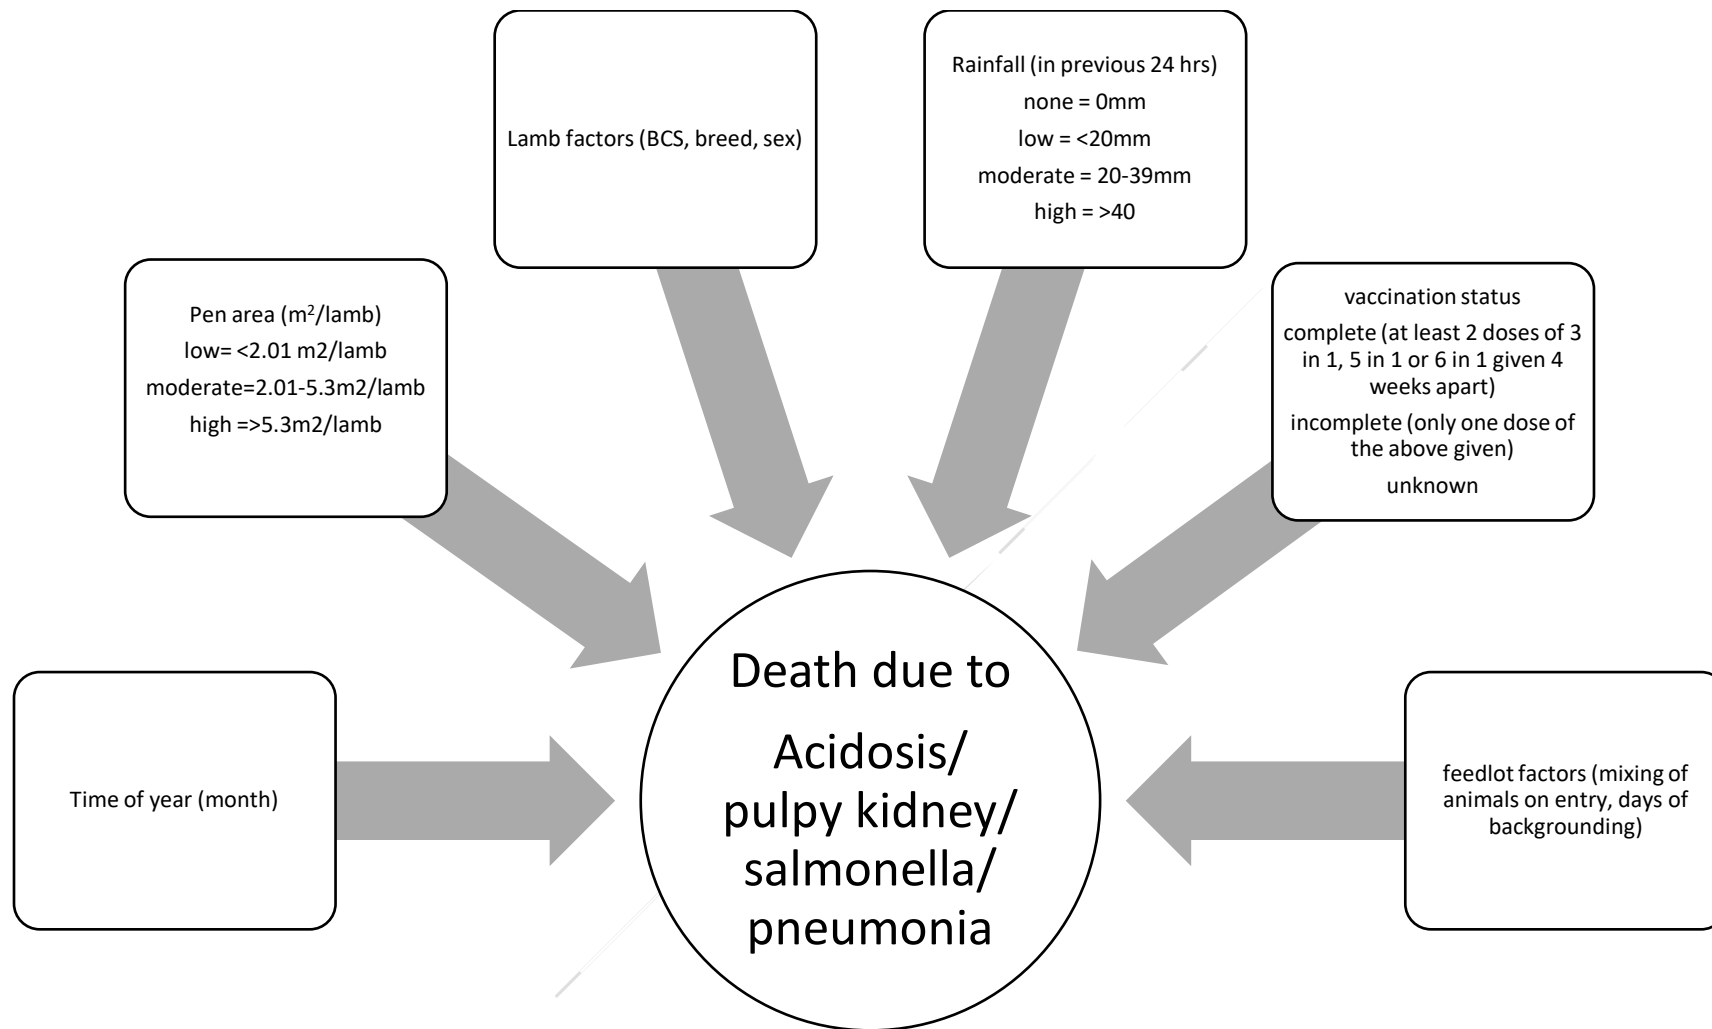 Lamb factors (BCS, breed, sex)
Rainfall (in previous 24 hrs)
none = 0mm
low = <20mm
moderate = 20-39mm
high = >40
Pen area (m²/lamb)
low= <2.01 m2/lamb
moderate=2.01-5.3m2/lamb
high =>5.3m2/lamb
vaccination status
complete (at least 2 doses of 3
in 1, 5 in 1 or 6 in 1 given 4
weeks apart)
incomplete (only one dose of
the above given)
unknown
Time of year (month)
Death due to
Acidosis/
pulpy kidney/
salmonella/
pneumonia
feedlot factors (mixing of
animals on entry, days of
backgrounding)